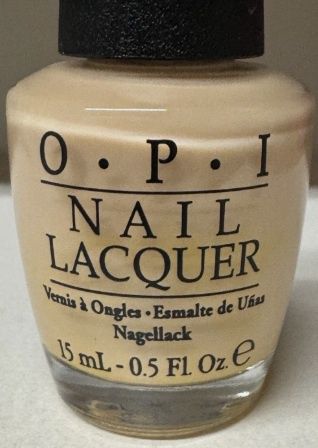 O • P • I
NAIL
LACQUER
Vernis à Ongles • Esmalte de Uñas
Nagellack
15 mL - 0.5 Fl. Oz. ℮